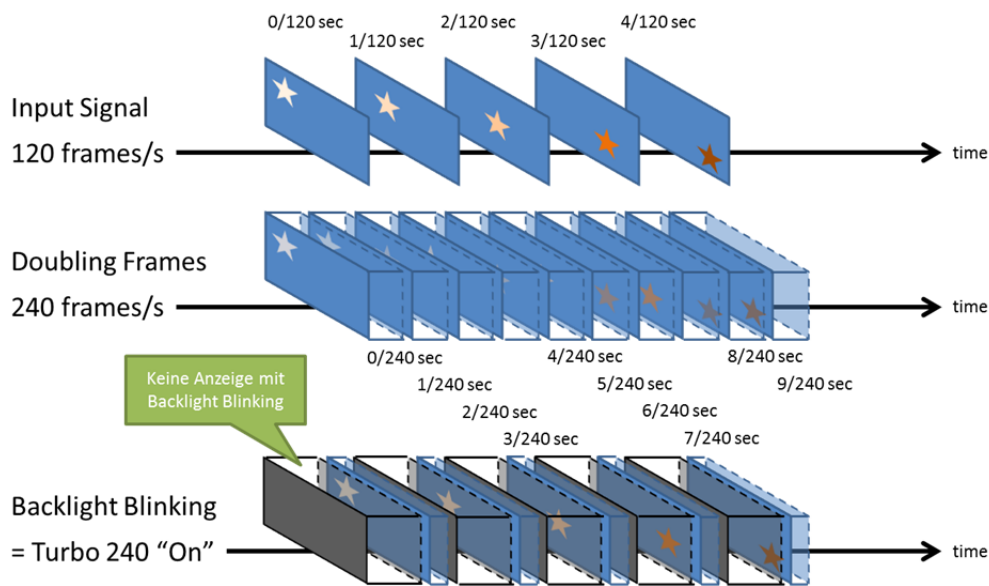 0/120 sec
1/120 sec
2/120 sec
3/120 sec
4/120 sec
Input Signal
120 frames/s
time
Doubling Frames
240 frames/s
time
0/240 sec
1/240 sec
2/240 sec
3/240 sec
4/240 sec
5/240 sec
6/240 sec
7/240 sec
8/240 sec
9/240 sec
Keine Anzeige mit
Backlight Blinking
Backlight Blinking
= Turbo 240 “On”
time